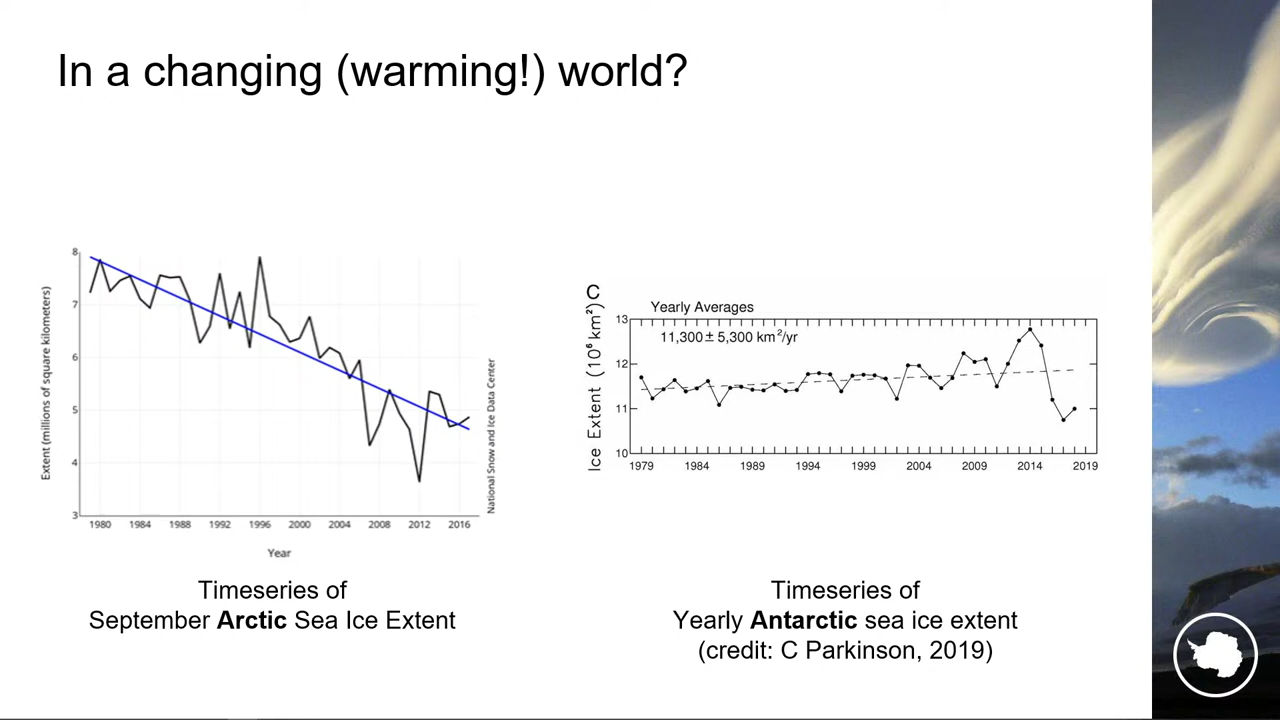 In a changing (warming!) world?
8
7
6
5
4
3
Extent (millions of square kilometers)
1980 1984 1988 1992 1996 2000 2004 2008 2012 2016
Year
National Snow and Ice Data Center
Timeseries of
September Arctic Sea Ice Extent
C
Yearly Averages
11,300 ± 5,300 km²/yr
13
12
11
10
Ice Extent (10⁶ km²)
1979 1984 1989 1994 1999 2004 2009 2014 2019
Timeseries of
Yearly Antarctic sea ice extent
(credit: C Parkinson, 2019)